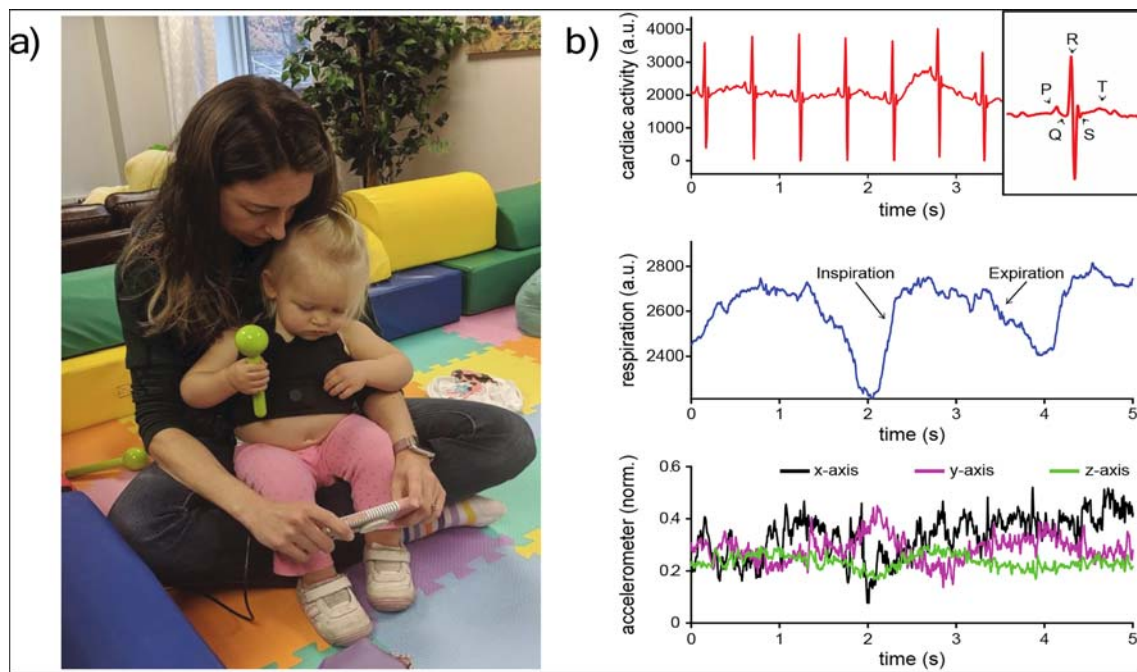 a)
b)
cardiac activity (a.u.)
4000
3000
2000
1000
0
0 1 2 3
time (s)
R
P
T
Q
S
respiration (a.u.)
2800
2600
2400
Inspiration
Expiration
0 1 2 3 4 5
time (s)
accelerometer (norm.)
0.6
0.4
0.2
0
x-axis y-axis z-axis
0 1 2 3 4 5
time (s)